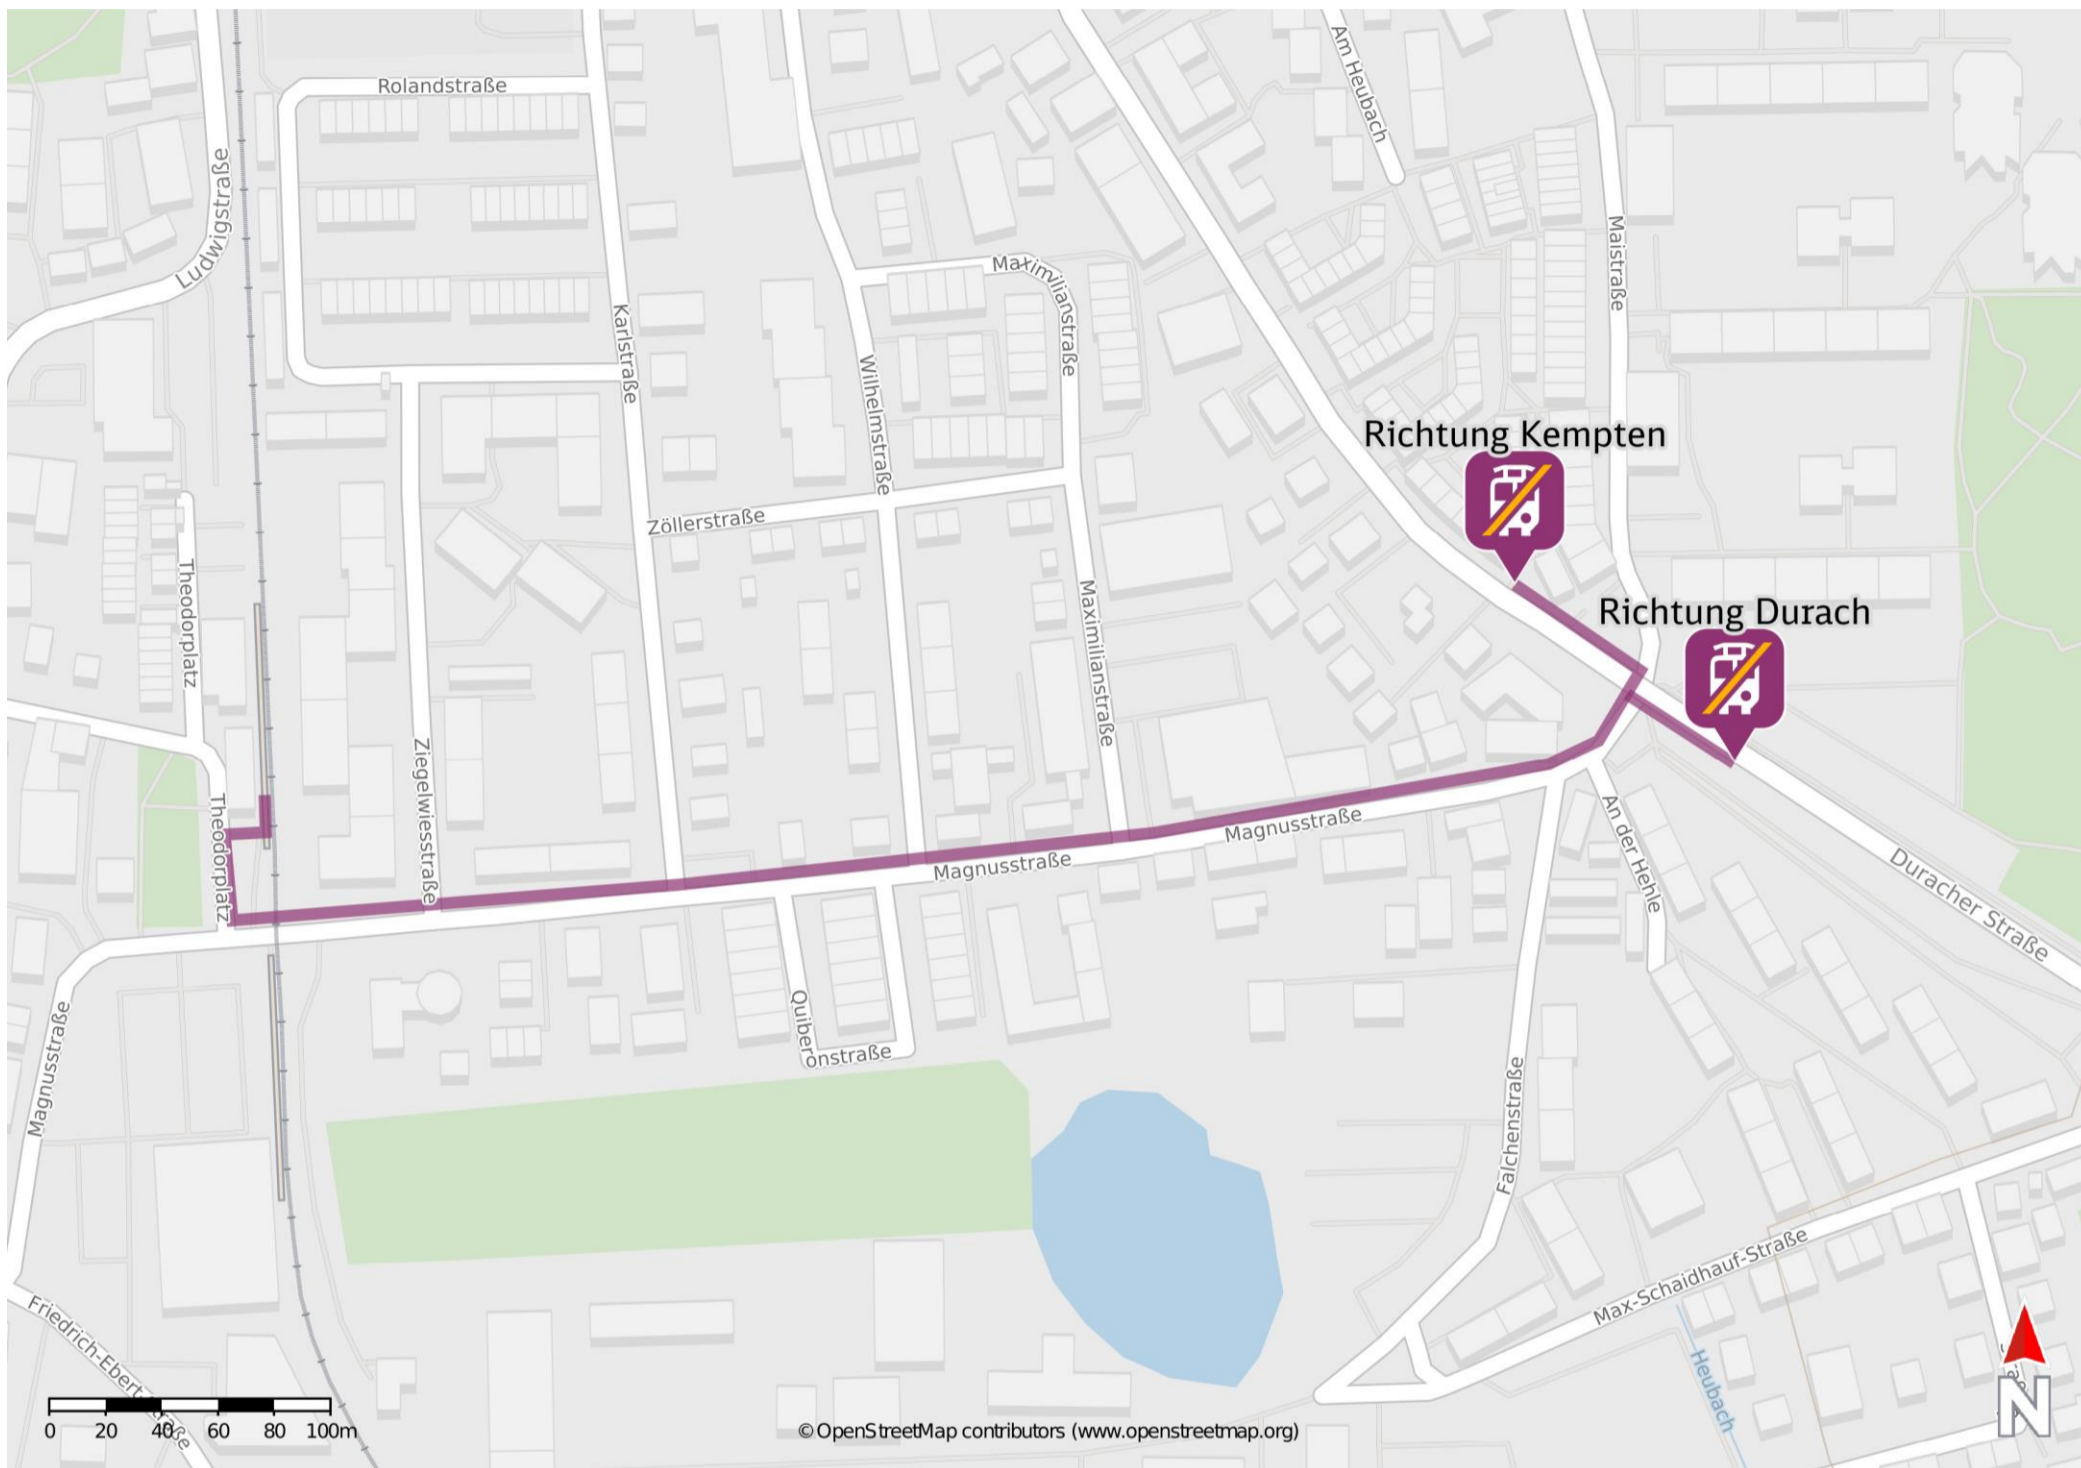 Am Heubach
Rolandstraße
Ludwigstraße
Maistraße
Maximilianstraße
Karlstraße
Wilhelmstraße
Richtung Kempten
Zöllerstraße
Theodorplatz
Maximilianstraße
Richtung Durach
Ziegelwiesstraße
Theodorplatz
Magnusstraße
An der Hehle
Magnusstraße
Duracher Straße
Quiberonstraße
Magnusstraße
Falchenstraße
Max-Schaidhauf-Straße
Friedrich-Ebert-Straße
Heubach
N
0 20 40 60 80 100m
© OpenStreetMap contributors (www.openstreetmap.org)